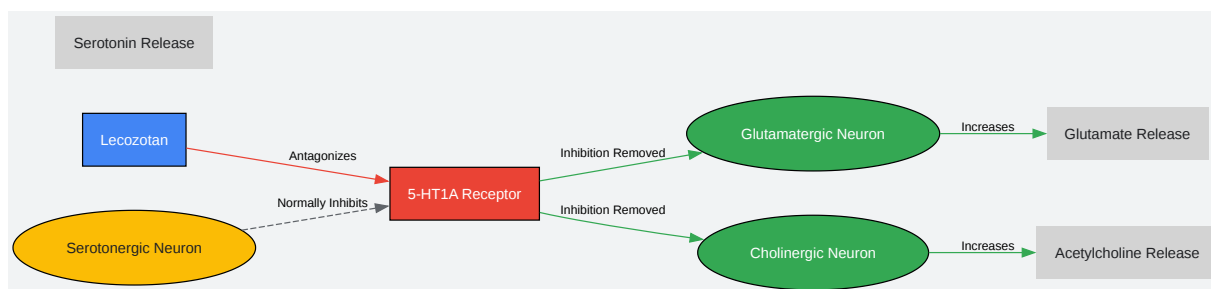 Serotonin Release
Lecozotan
Antagonizes
Normally Inhibits
Serotonergic Neuron
5-HT1A Receptor
Inhibition Removed
Inhibition Removed
Glutamatergic Neuron
Cholinergic Neuron
Increases
Increases
Glutamate Release
Acetylcholine Release